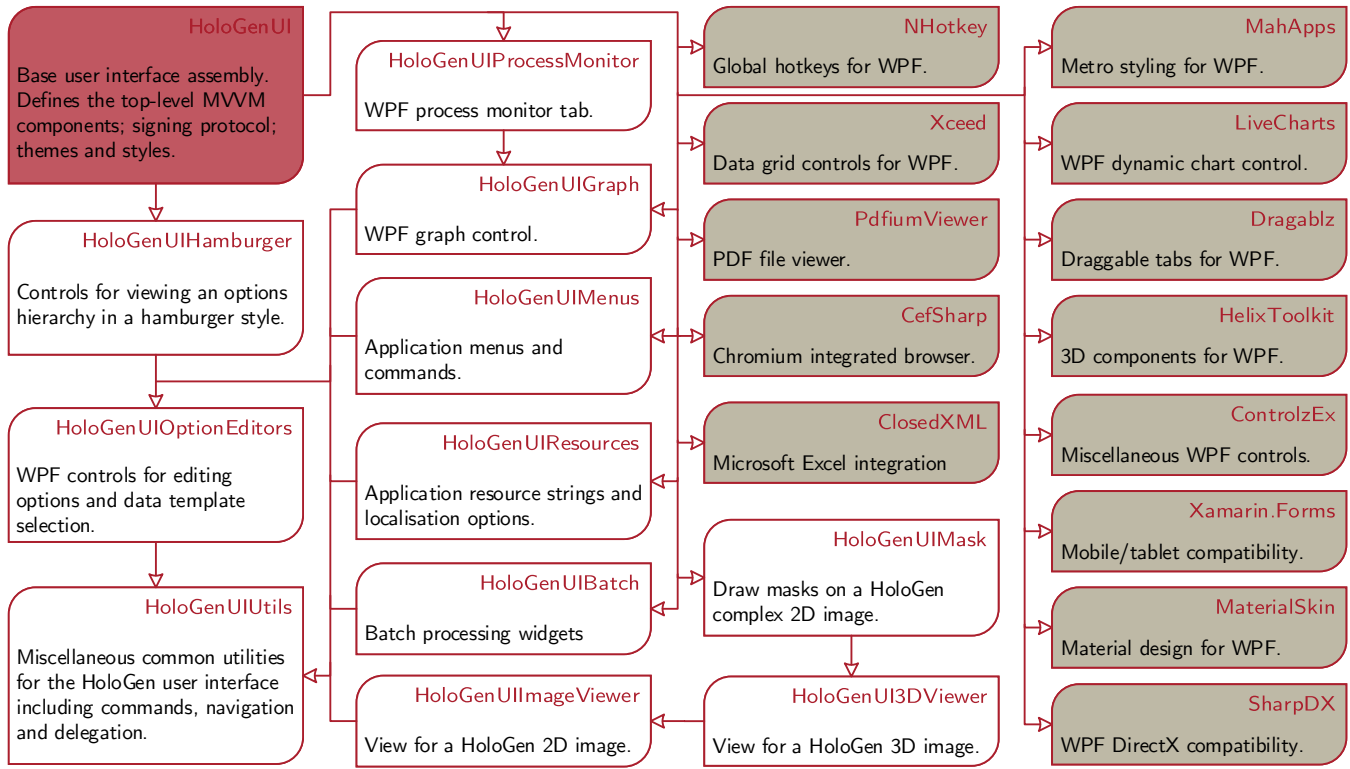 HoloGenUI
Base user interface assembly.
Defines the top-level MVVM
components; signing protocol;
themes and styles.
HoloGenUIHamburger
Controls for viewing an options
hierarchy in a hamburger style.
HoloGenUIOptionEditors
WPF controls for editing
options and data template
selection.
HoloGenUIUtils
Miscellaneous common utilities
for the HoloGen user interface
including commands, navigation
and delegation.
HoloGenUIProcessMonitor
WPF process monitor tab.
HoloGenUIGraph
WPF graph control.
HoloGenUIMenus
Application menus and
commands.
HoloGenUIResources
Application resource strings and
localisation options.
HoloGenUIBatch
Batch processing widgets
HoloGenUIImageViewer
View for a HoloGen 2D image.
NHotkey
Global hotkeys for WPF.
Xceed
Data grid controls for WPF.
PdfiumViewer
PDF file viewer.
CefSharp
Chromium integrated browser.
ClosedXML
Microsoft Excel integration
HoloGenUIMask
Draw masks on a HoloGen
complex 2D image.
HoloGenUI3DViewer
View for a HoloGen 3D image.
MahApps
Metro styling for WPF.
LiveCharts
WPF dynamic chart control.
Dragablz
Draggable tabs for WPF.
HelixToolkit
3D components for WPF.
ControlzEx
Miscellaneous WPF controls.
Xamarin.Forms
Mobile/tablet compatibility.
MaterialSkin
Material design for WPF.
SharpDX
WPF DirectX compatibility.